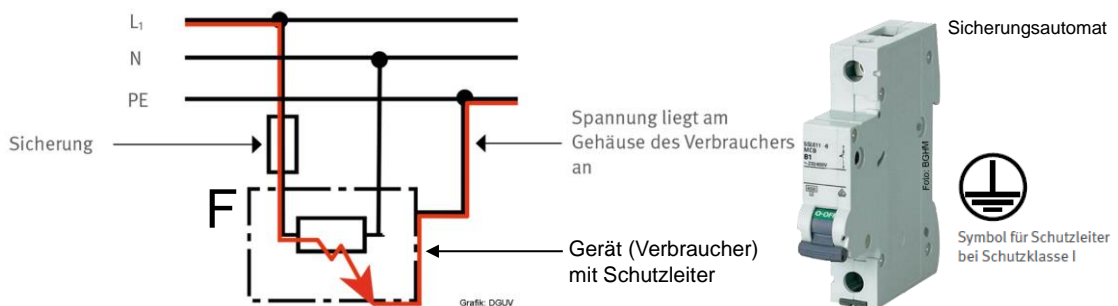 L₁
N
PE
Sicherung
F
Spannung liegt am
Gehäuse des Verbrauchers
an
Gerät (Verbraucher)
mit Schutzleiter
Grafik: DGUV
Sicherungsautomat
MCB
B1
Foto: BGHM
Symbol für Schutzleiter
bei Schutzklasse I